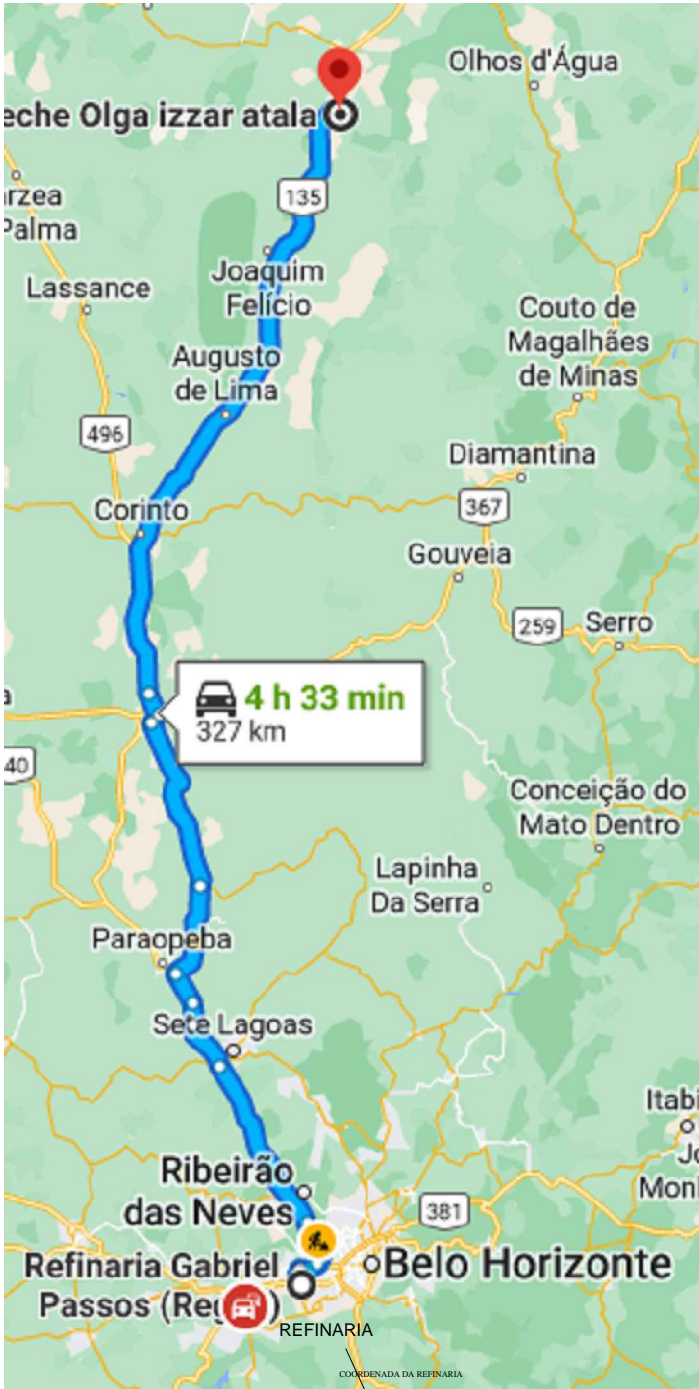 Olhos d'Água
eche Olga izzar atala
135
rzea
Palma
Joaquim
Felício
Lassance
Couto de
Magalhães
de Minas
Augusto
de Lima
496
Diamantina
Corinto
367
Gouveia
259
Serro
a
4 h 33 min
327 km
40
Conceição do
Mato Dentro
Lapinha
Da Serra
Paraopeba
Sete Lagoas
Itabi
Jo
Monl
Ribeirão
das Neves
381
Refinaria Gabriel
Passos (Reg
)
Belo Horizonte
REFINARIA
COORDENADA DA REFINARIA